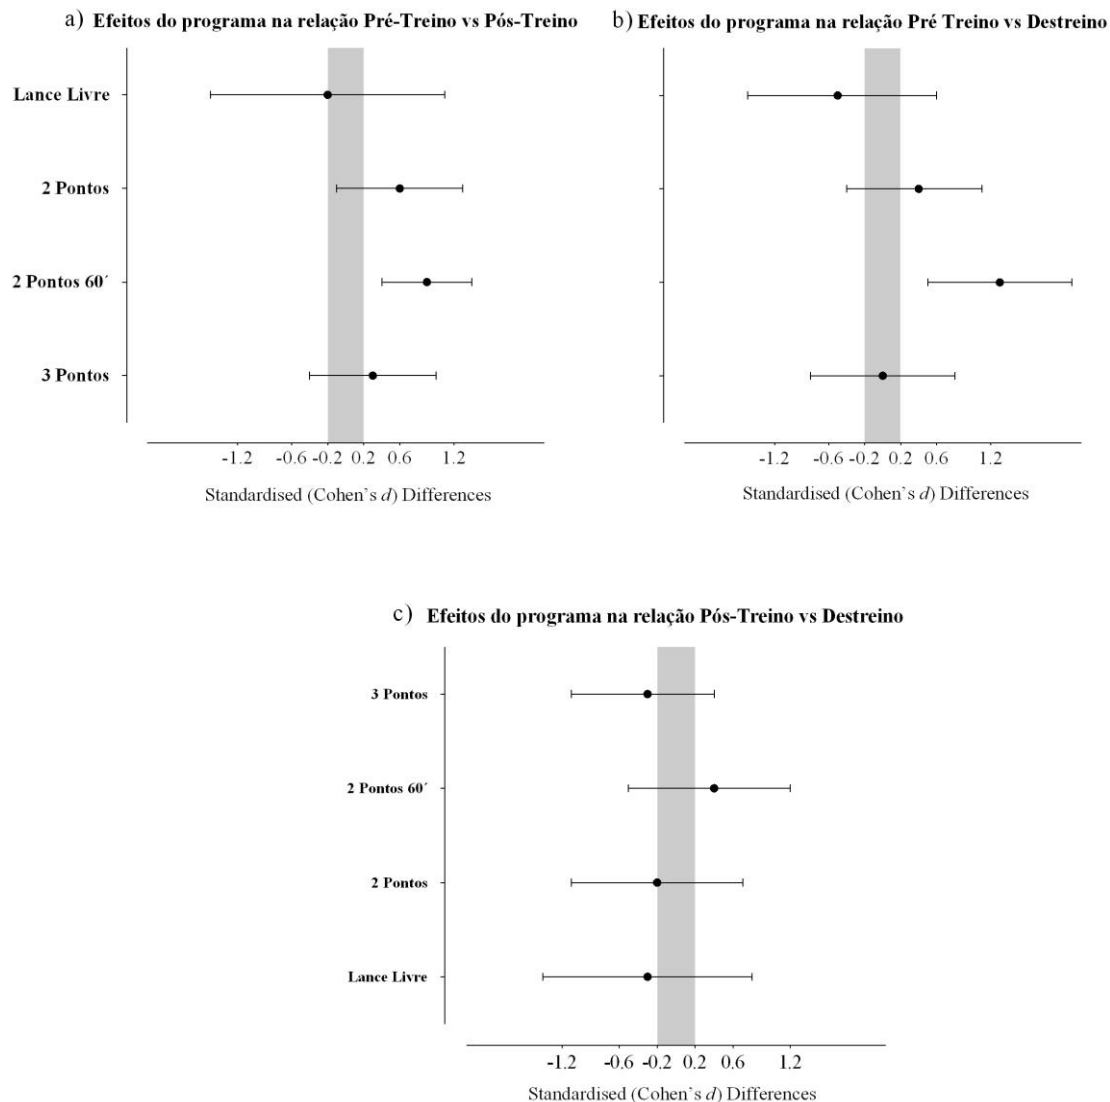 a) Efeitos do programa na relação Pré-Treino vs Pós-Treino
Lance Livre
2 Pontos
2 Pontos 60´
3 Pontos
-1.2 -0.6 -0.2 0.2 0.6 1.2
Standardised (Cohen's d) Differences
b) Efeitos do programa na relação Pré Treino vs Destreino
-1.2 -0.6 -0.2 0.2 0.6 1.2
Standardised (Cohen's d) Differences
c) Efeitos do programa na relação Pós-Treino vs Destreino
3 Pontos
2 Pontos 60´
2 Pontos
Lance Livre
-1.2 -0.6 -0.2 0.2 0.6 1.2
Standardised (Cohen's d) Differences